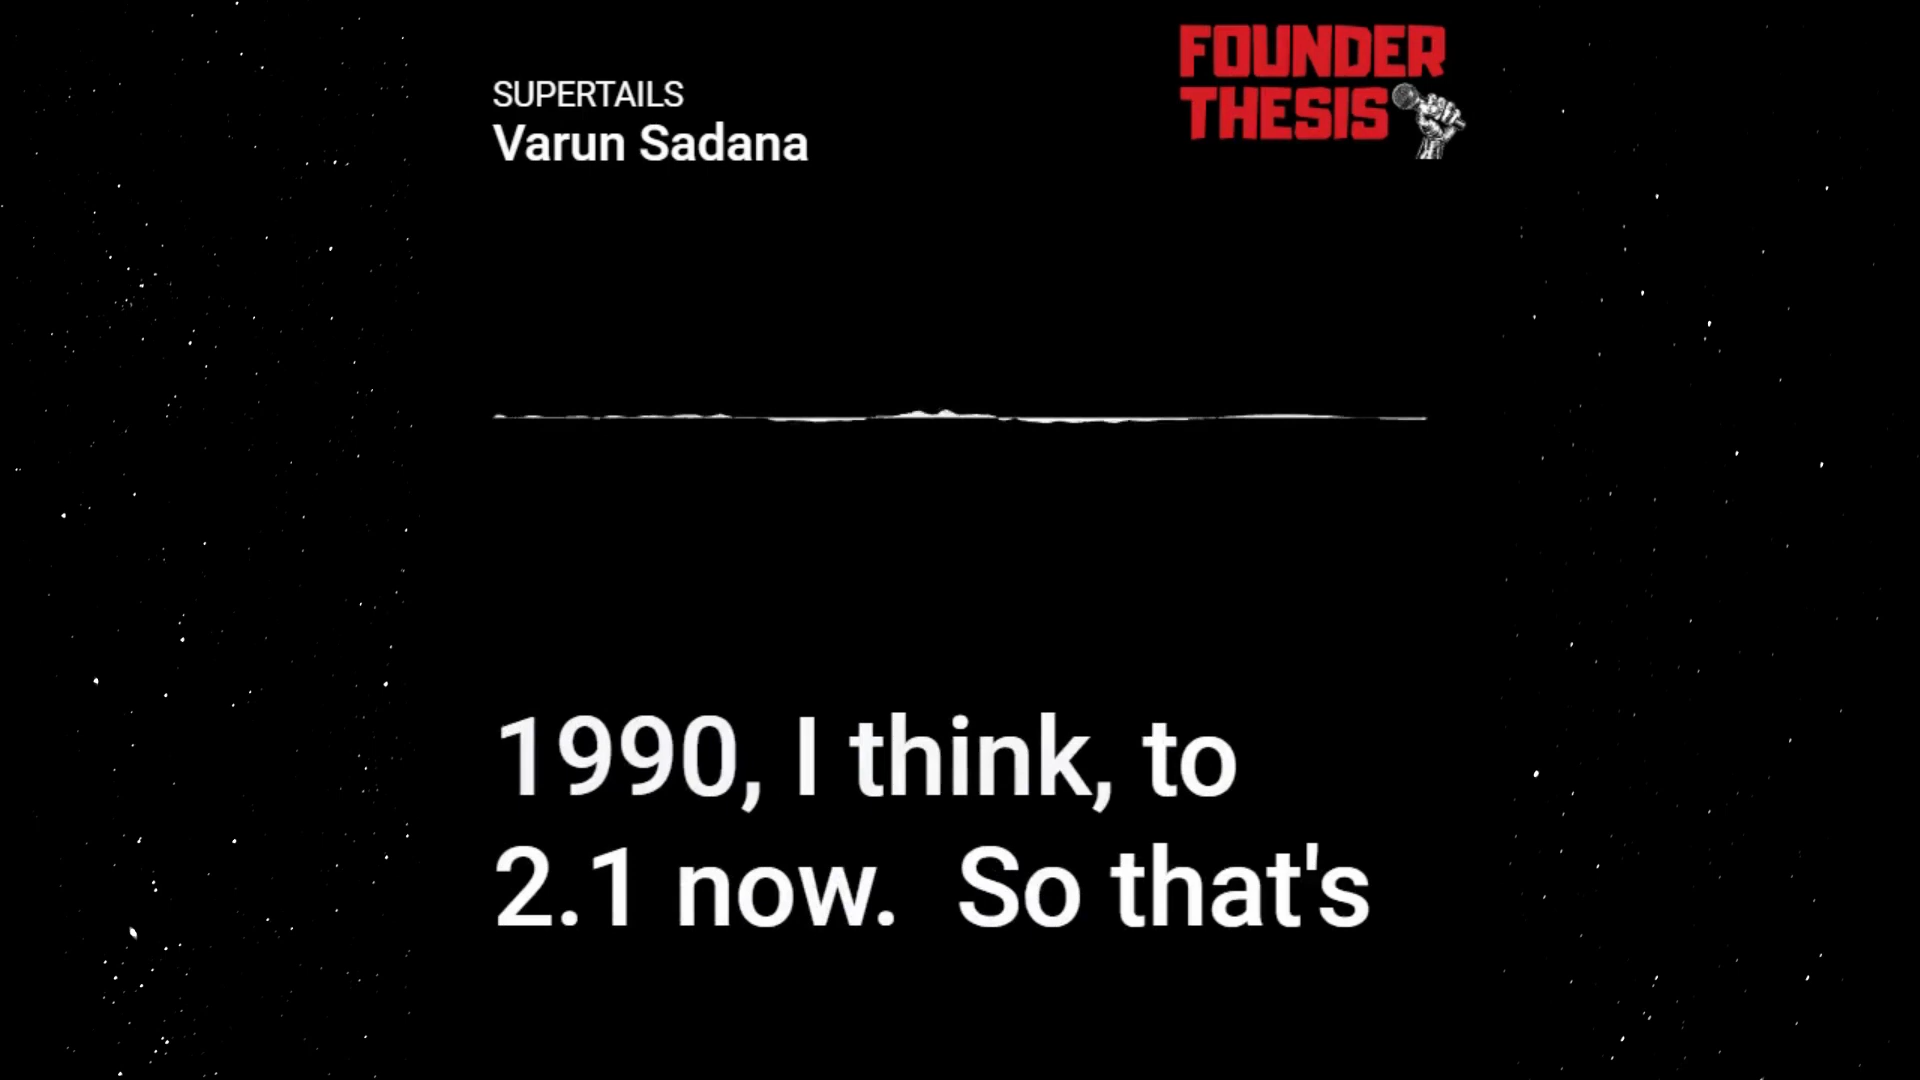 SUPERTAILS
Varun Sadana
FOUNDER
THESIS
1990, I think, to
2.1 now.  So that's